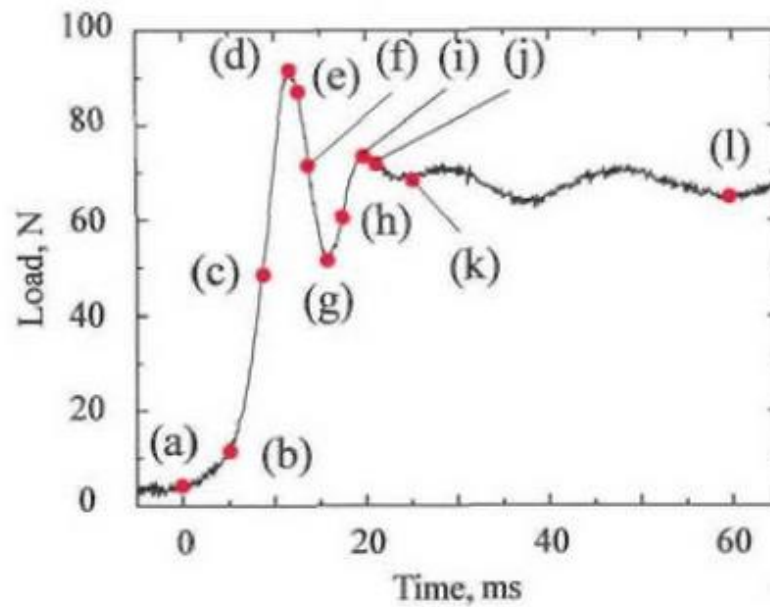 100
(d)
(e)
(f)
(i)
(j)
80
(l)
60
(h)
(k)
(c)
(g)
40
20
(a)
(b)
0
0
20
40
60
Load, N
Time, ms